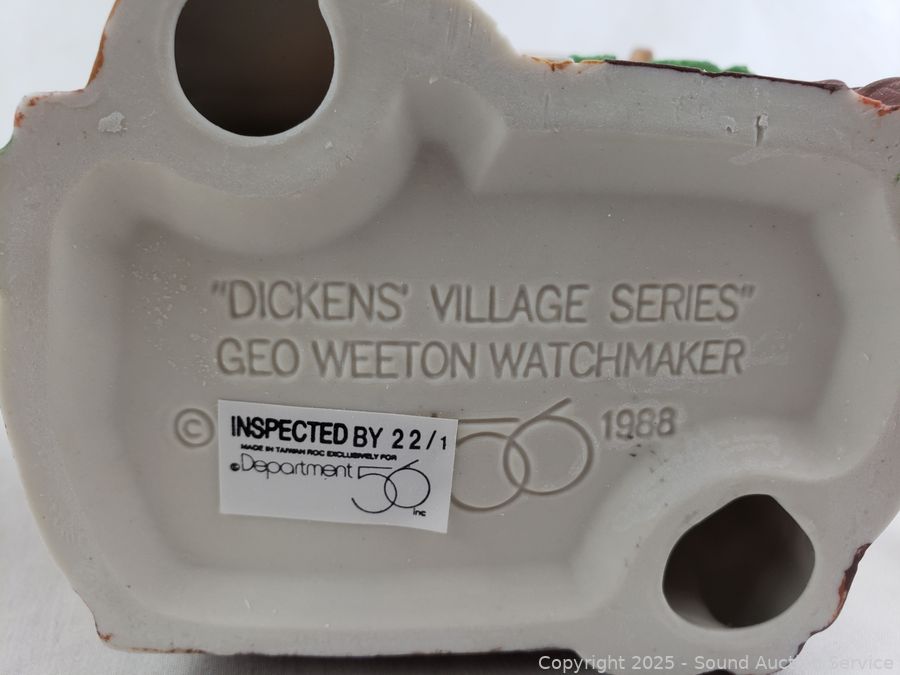 "DICKENS' VILLAGE SERIES"
GEO WEETON WATCHMAKER
© 56 1988
INSPECTED BY 22/1
MADE IN TAIWAN ROC EXCLUSIVELY FOR
Department 56
inc
Copyright 2025 - Sound Auction Service